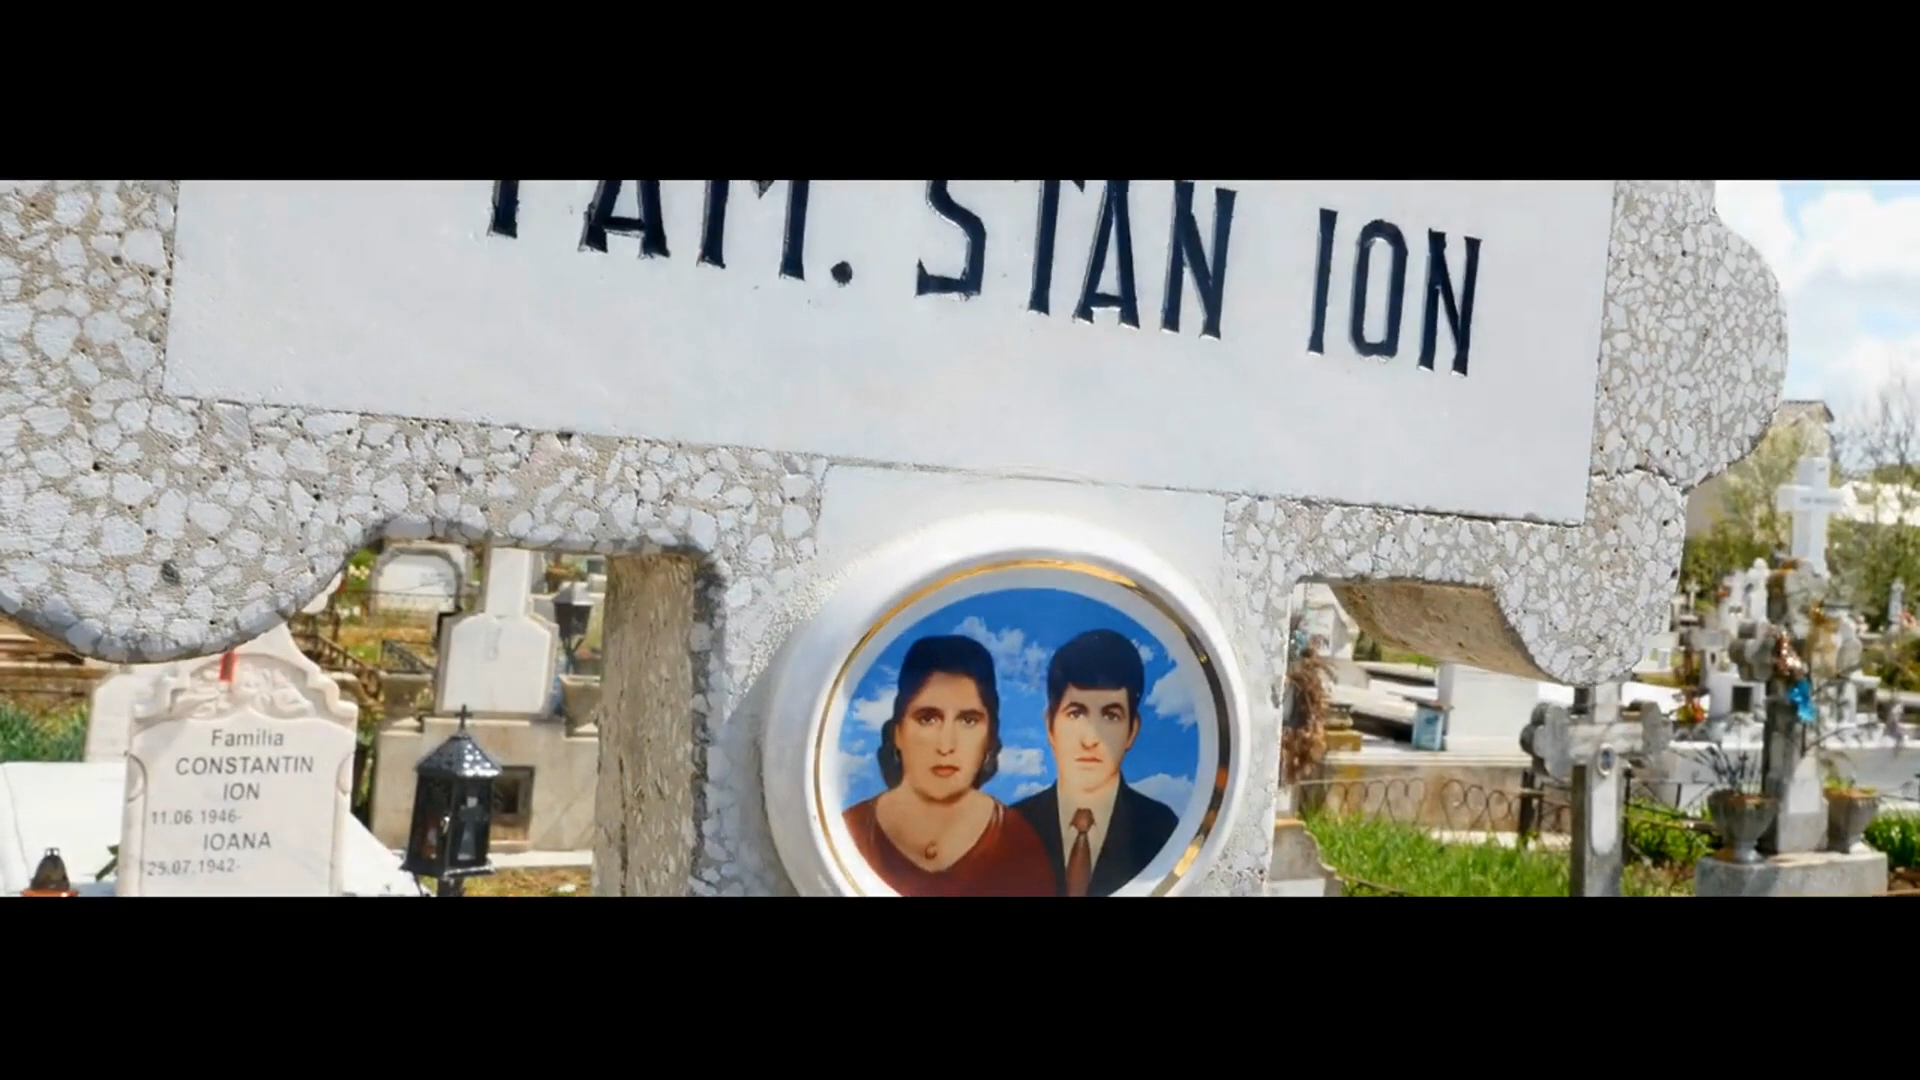 FAM. STAN ION
Familia
CONSTANTIN
ION
11.06 1946-
IOANA
25.07.1942-